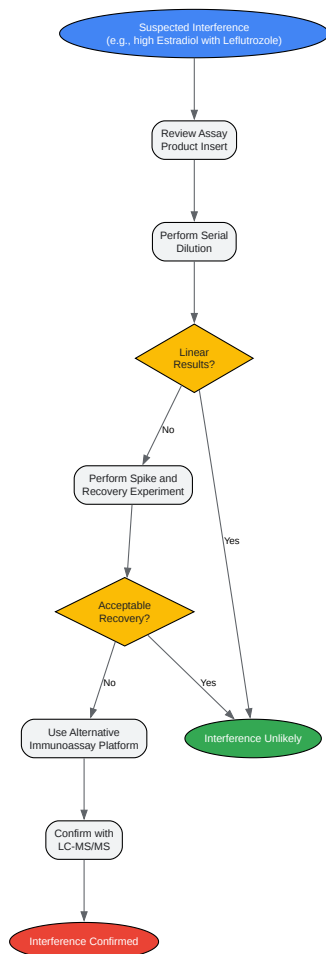 Suspected Interference
(e.g., high Estradiol with Leflutrozole)
Review Assay
Product Insert
Perform Serial
Dilution
Linear
Results?
No
Perform Spike and
Recovery Experiment
Yes
Acceptable
Recovery?
No
Yes
Use Alternative
Immunoassay Platform
Interference Unlikely
Confirm with
LC-MS/MS
Interference Confirmed